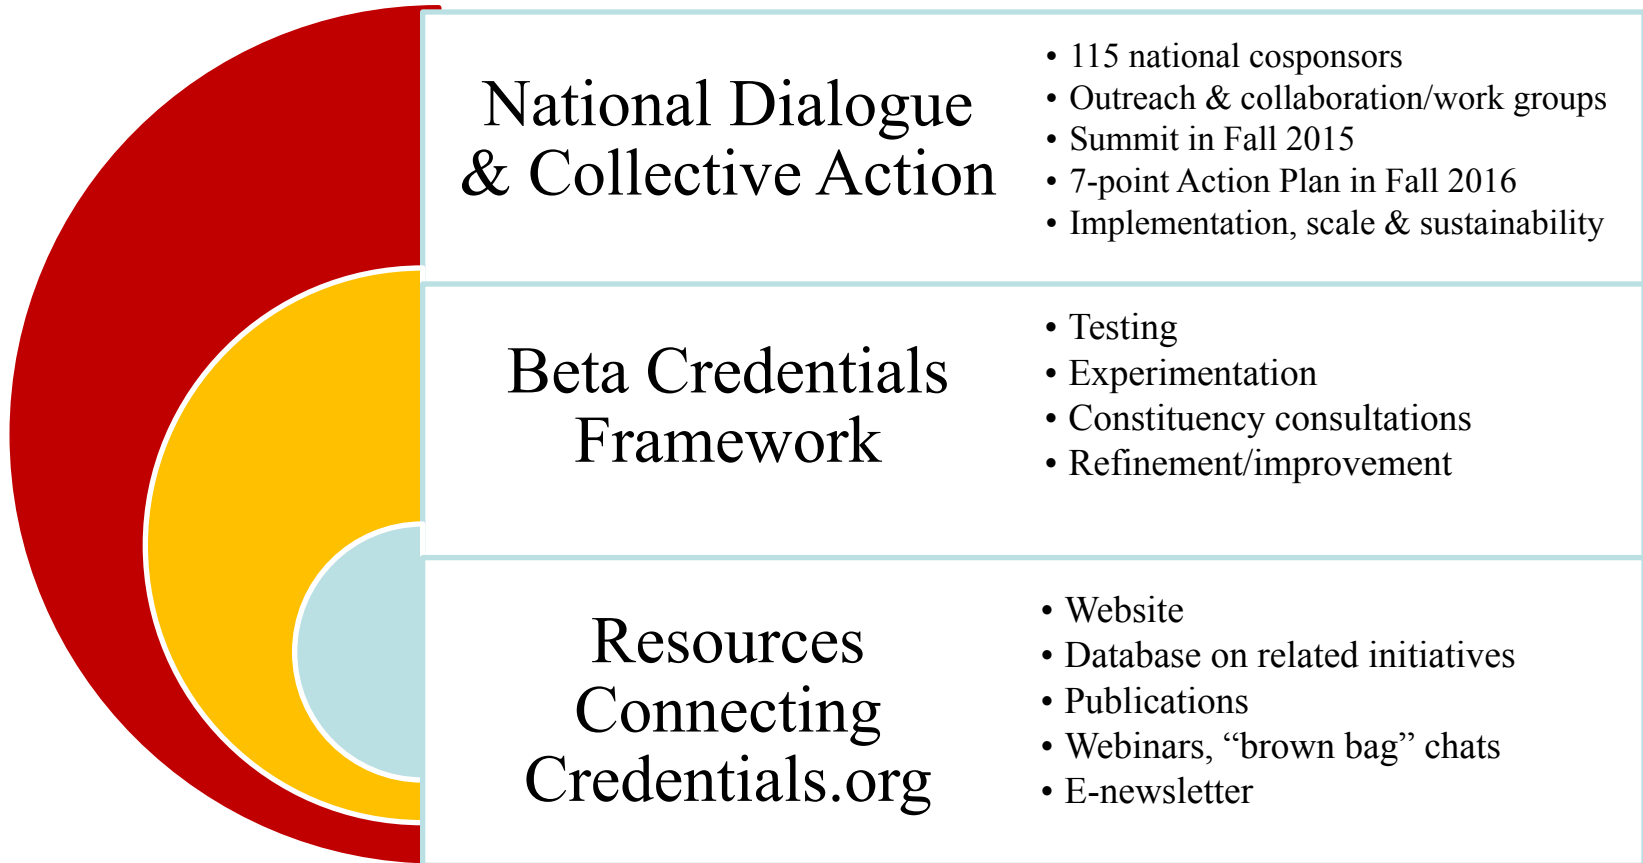 National Dialogue
& Collective Action
• 115 national cosponsors
• Outreach & collaboration/work groups
• Summit in Fall 2015
• 7-point Action Plan in Fall 2016
• Implementation, scale & sustainability
Beta Credentials
Framework
• Testing
• Experimentation
• Constituency consultations
• Refinement/improvement
Resources
Connecting
Credentials.org
• Website
• Database on related initiatives
• Publications
• Webinars, “brown bag” chats
• E-newsletter